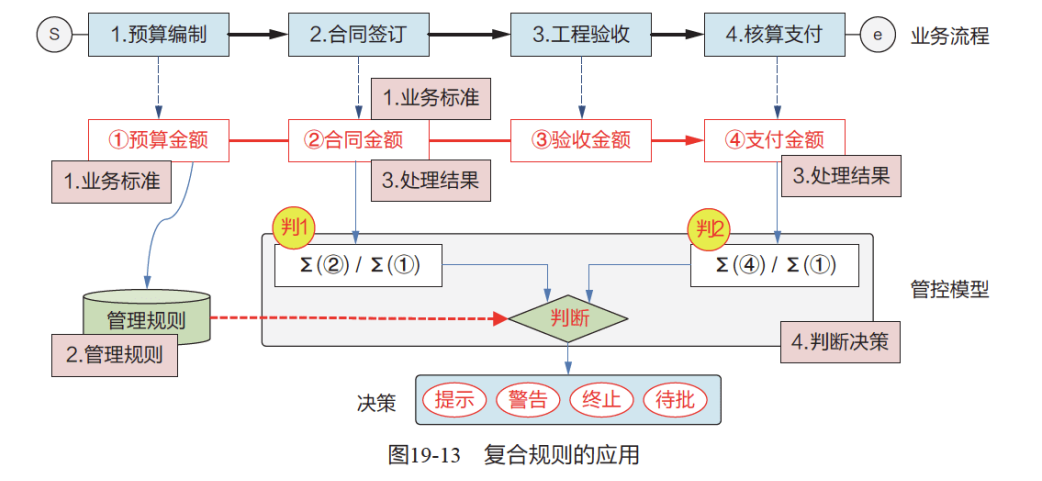 S
1.预算编制
2.合同签订
3.工程验收
4.核算支付
e
业务流程
1.业务标准
①预算金额
②合同金额
③验收金额
④支付金额
1.业务标准
3.处理结果
3.处理结果
判1
判2
Σ(②) / Σ(①)
Σ(④) / Σ(①)
管控模型
管理规则
判断
2.管理规则
4.判断决策
决策
提示
警告
终止
待批
图19-13 复合规则的应用